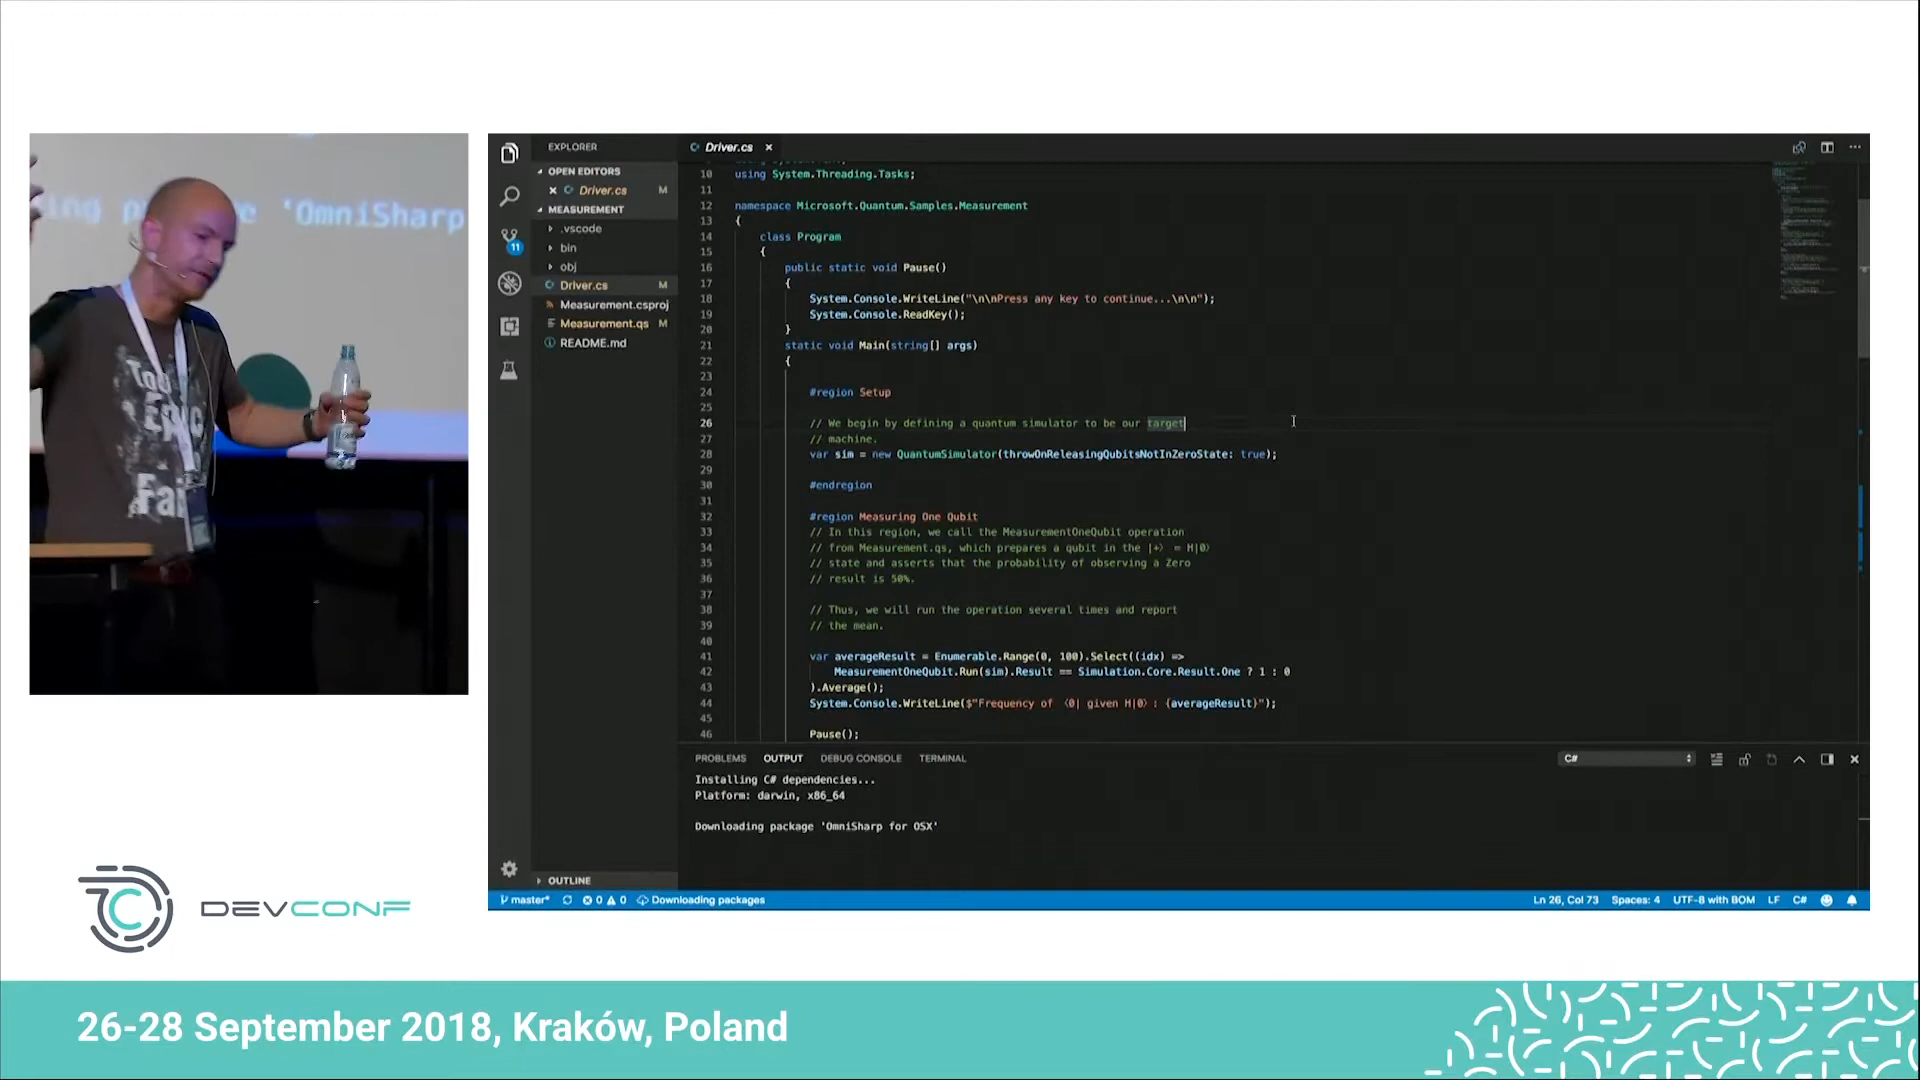 ing p
e 'OmniSharp
Too
EPIC
Fail
EXPLORER
OPEN EDITORS
Driver.cs M
MEASUREMENT
.vscode
bin
obj
Driver.cs M
Measurement.csproj
Measurement.qs M
README.md
11
OUTLINE
Driver.cs
10 using System.Threading.Tasks;
11
12 namespace Microsoft.Quantum.Samples.Measurement
13 {
14 class Program
15 {
16 public static void Pause()
17 {
18 System.Console.WriteLine("\n\nPress any key to continue...\n\n");
19 System.Console.ReadKey();
20 }
21 static void Main(string[] args)
22 {
23
24 #region Setup
25
26 // We begin by defining a quantum simulator to be our target
27 // machine.
28 var sim = new QuantumSimulator(throwOnReleasingQubitsNotInZeroState: true);
29
30 #endregion
31
32 #region Measuring One Qubit
33 // In this region, we call the MeasurementOneQubit operation
34 // from Measurement.qs, which prepares a qubit in the |+〉 = H|0〉
35 // state and asserts that the probability of observing a Zero
36 // result is 50%.
37
38 // Thus, we will run the operation several times and report
39 // the mean.
40
41 var averageResult = Enumerable.Range(0, 100).Select((idx) =>
42 MeasurementOneQubit.Run(sim).Result == Simulation.Core.Result.One ? 1 : 0
43 ).Average();
44 System.Console.WriteLine($"Frequency of 〈0| given H|0〉: {averageResult}");
45
46 Pause();
PROBLEMS OUTPUT DEBUG CONSOLE TERMINAL C#
Installing C# dependencies...
Platform: darwin, x86_64
Downloading package 'OmniSharp for OSX'
master* 0 0 Downloading packages Ln 26, Col 73 Spaces: 4 UTF-8 with BOM LF C#
DEVCONF
26-28 September 2018, Kraków, Poland